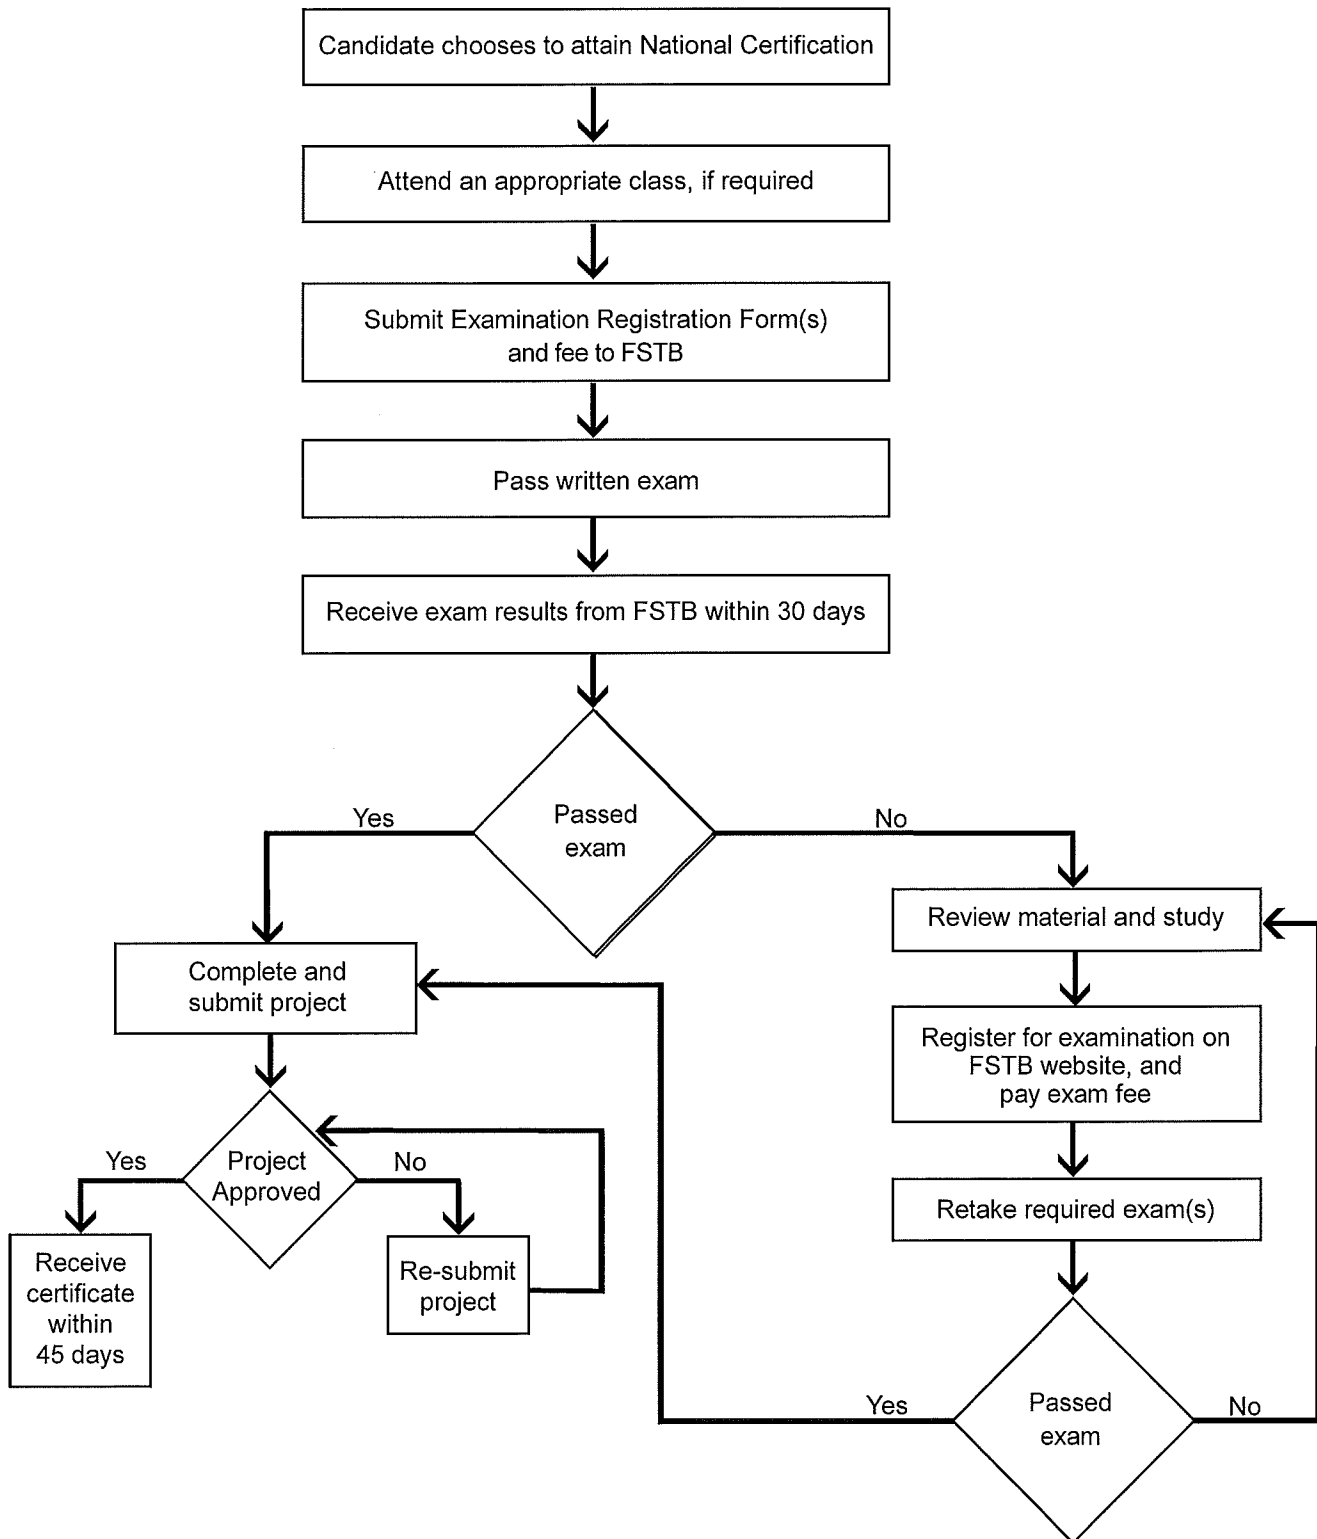 Candidate chooses to attain National Certification
Attend an appropriate class, if required
Submit Examination Registration Form(s)
and fee to FSTB
Pass written exam
Receive exam results from FSTB within 30 days
Passed
exam
Yes
No
Complete and
submit project
Review material and study
Register for examination on
FSTB website, and
pay exam fee
Project
Approved
Yes
No
Retake required exam(s)
Receive
certificate
within
45 days
Re-submit
project
Passed
exam
Yes
No